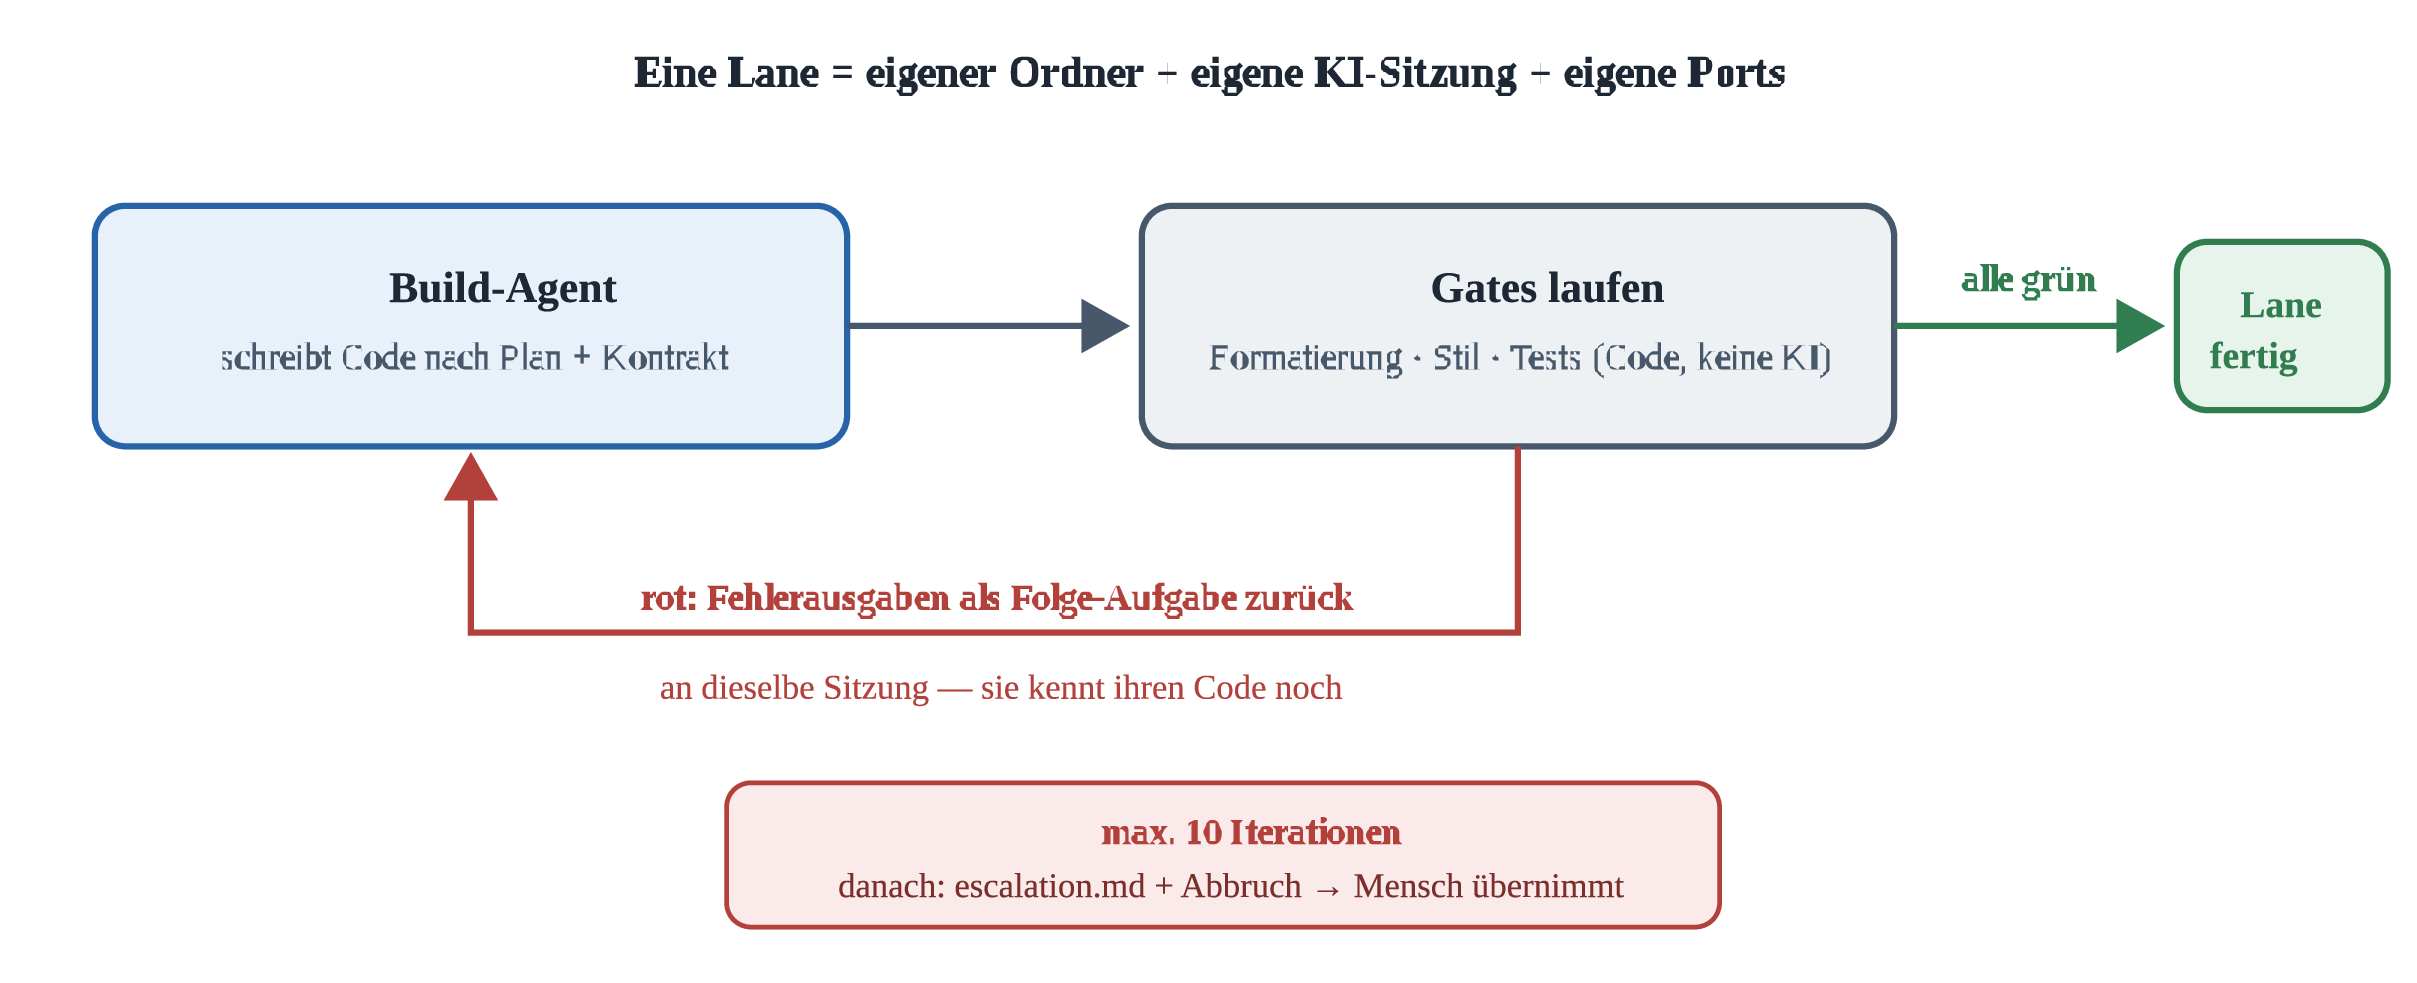 Eine Lane = eigener Ordner + eigene KI-Sitzung + eigene Ports
Build-Agent
schreibt Code nach Plan + Kontrakt
Gates laufen
Formatierung · Stil · Tests (Code, keine KI)
alle grün
Lane
fertig
rot: Fehlerausgaben als Folge-Aufgabe zurück
an dieselbe Sitzung — sie kennt ihren Code noch
max. 10 Iterationen
danach: escalation.md + Abbruch → Mensch übernimmt